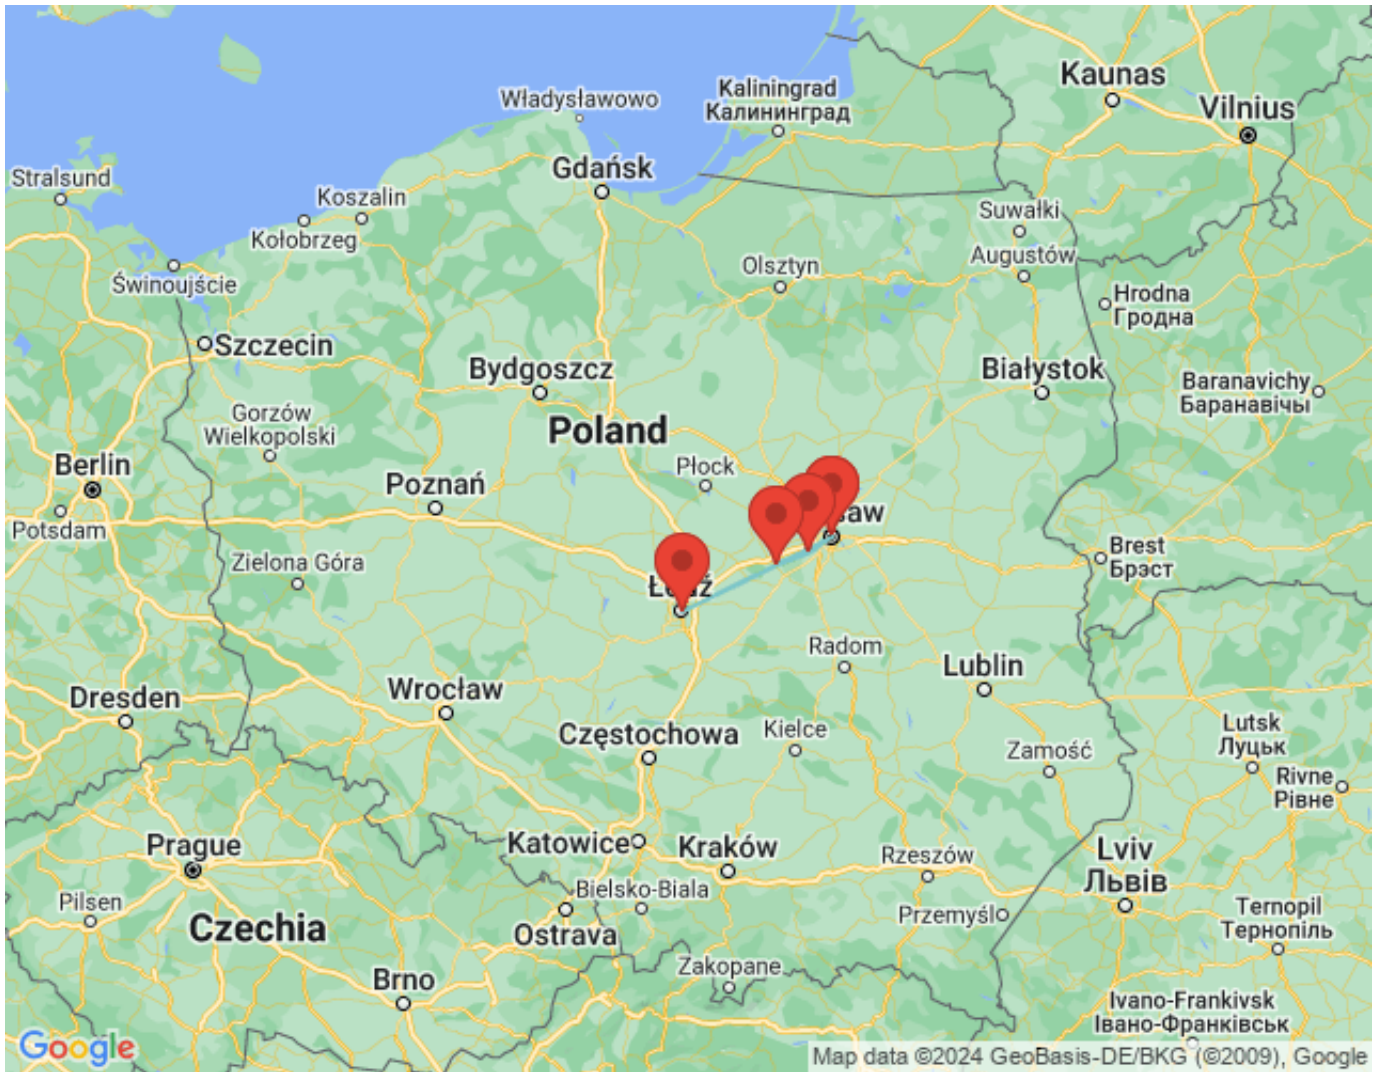 Kaunas
Vilnius
Kaliningrad
Калининград
Władysławowo
Gdańsk
Stralsund
Koszalin
Kołobrzeg
Suwałki
Augustów
Olsztyn
Świnoujście
Hrodna
Гродна
Szczecin
Bydgoszcz
Białystok
Baranavichy
Баранавічы
Gorzów
Wielkopolski
Poland
Berlin
Płock
Poznań
Potsdam
saw
Brest
Брэст
Zielona Góra
Radom
Lublin
Dresden
Wrocław
Częstochowa
Kielce
Lutsk
Луцьк
Zamość
Rivne
Рівне
Prague
Katowice
Kraków
Rzeszów
Lviv
Львів
Pilsen
Bielsko-Biala
Przemyśl
Ternopil
Тернопіль
Czechia
Ostrava
Zakopane
Brno
Ivano-Frankivsk
Івано-Франківськ
Google
Map data ©2024 GeoBasis-DE/BKG (©2009), Google